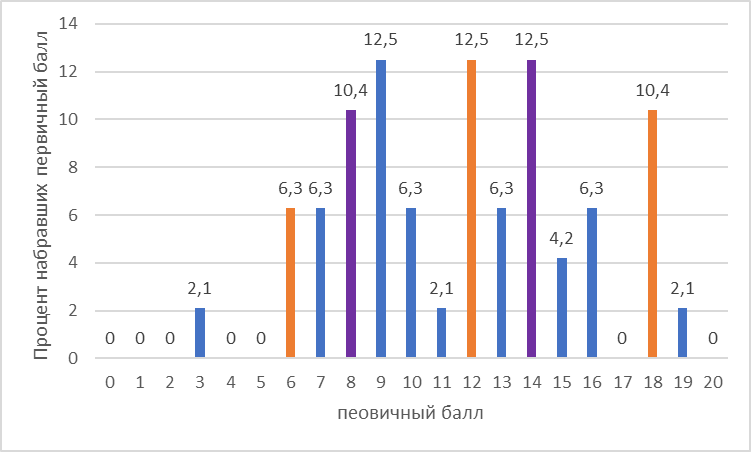 Процент набравших первичный балл
14
12
10
8
6
4
2
0
0 0 0 2,1 0 0 6,3 6,3 10,4 12,5 6,3 2,1 12,5 6,3 12,5 4,2 6,3 0 10,4 2,1 0
0 1 2 3 4 5 6 7 8 9 10 11 12 13 14 15 16 17 18 19 20
пеовичный балл